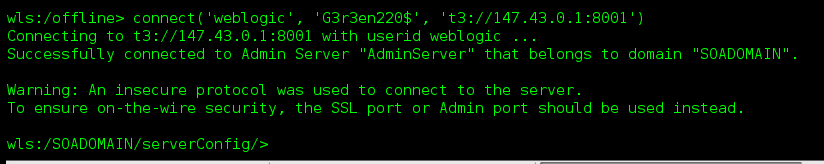 wls:/offline> connect('weblogic', 'G3r3en220$', 't3://147.43.0.1:8001')
Connecting to t3://147.43.0.1:8001 with userid weblogic ...
Successfully connected to Admin Server "AdminServer" that belongs to domain "SOADOMAIN".
Warning: An insecure protocol was used to connect to the server.
To ensure on-the-wire security, the SSL port or Admin port should be used instead.
wls:/SOADOMAIN/serverConfig/>